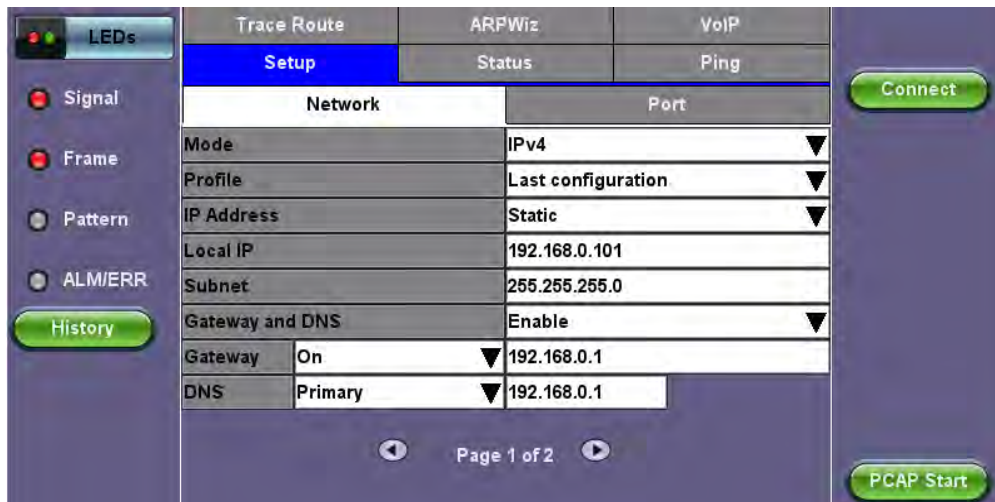 LEDs
Signal
Frame
Pattern
ALM/ERR
History
Trace Route ARPWiz VoIP
Setup Status Ping
Network Port
Mode IPv4
Profile Last configuration
IP Address Static
Local IP 192.168.0.101
Subnet 255.255.255.0
Gateway and DNS Enable
Gateway On 192.168.0.1
DNS Primary 192.168.0.1
Page 1 of 2
Connect
PCAP Start